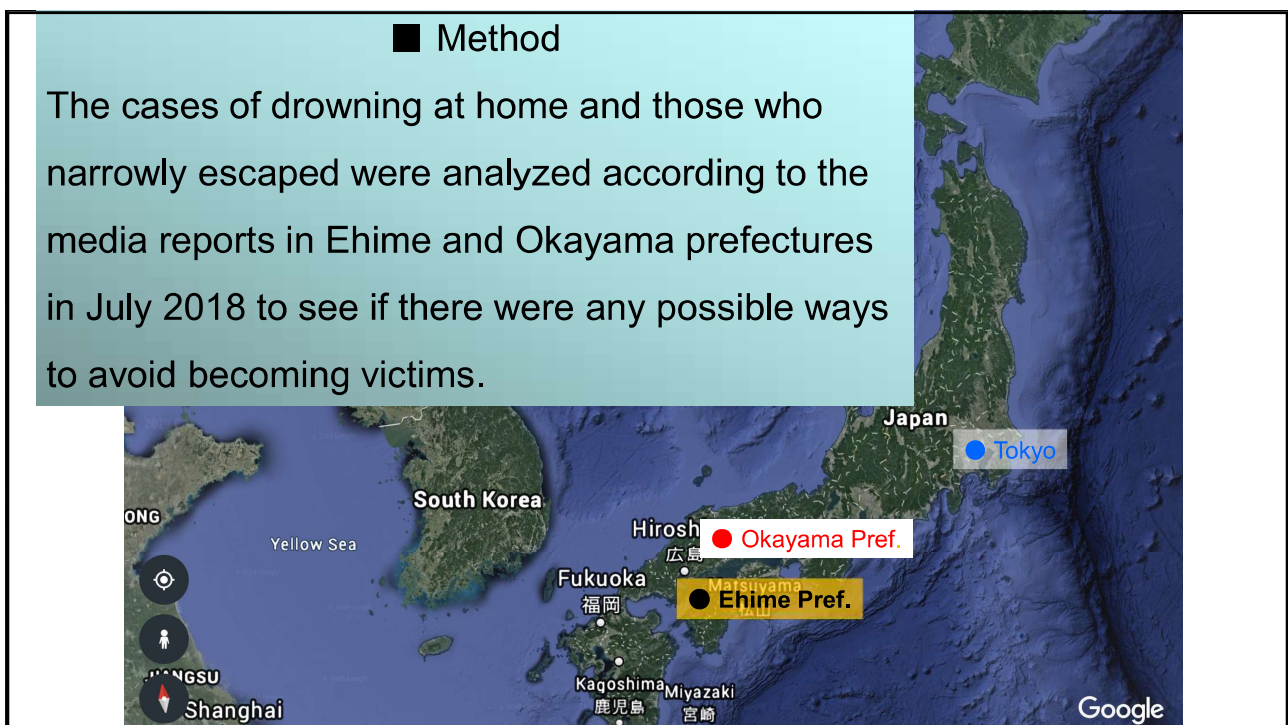 ■ Method
The cases of drowning at home and those who
narrowly escaped were analyzed according to the
media reports in Ehime and Okayama prefectures
in July 2018 to see if there were any possible ways
to avoid becoming victims.
Japan
Tokyo
South Korea
ONG
Yellow Sea
Hirosh
広島
Okayama Pref.
Fukuoka
福岡
Matsuyama
Ehime Pref.
Kagoshima
鹿児島
Miyazaki
宮崎
Shanghai
Google